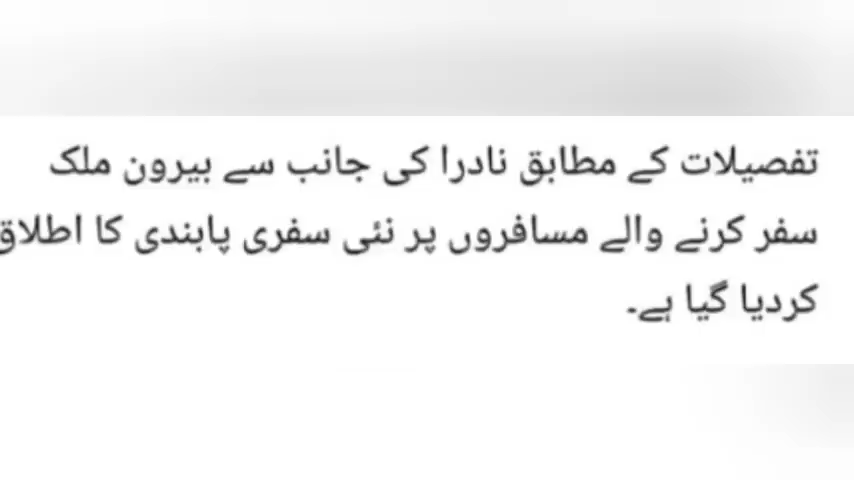 تفصیلات کے مطابق نادرا کی جانب سے بیرون ملک
سفر کرنے والے مسافروں پر نئی سفری پابندی کا اطلاق
کردیا گیا ہے۔